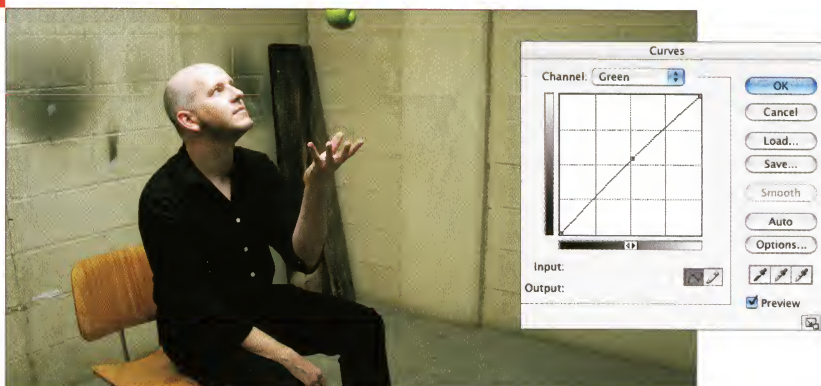 Curves
Channel: Green
OK
Cancel
Load...
Save...
Smooth
Auto
Options...
Input:
Output:
Preview